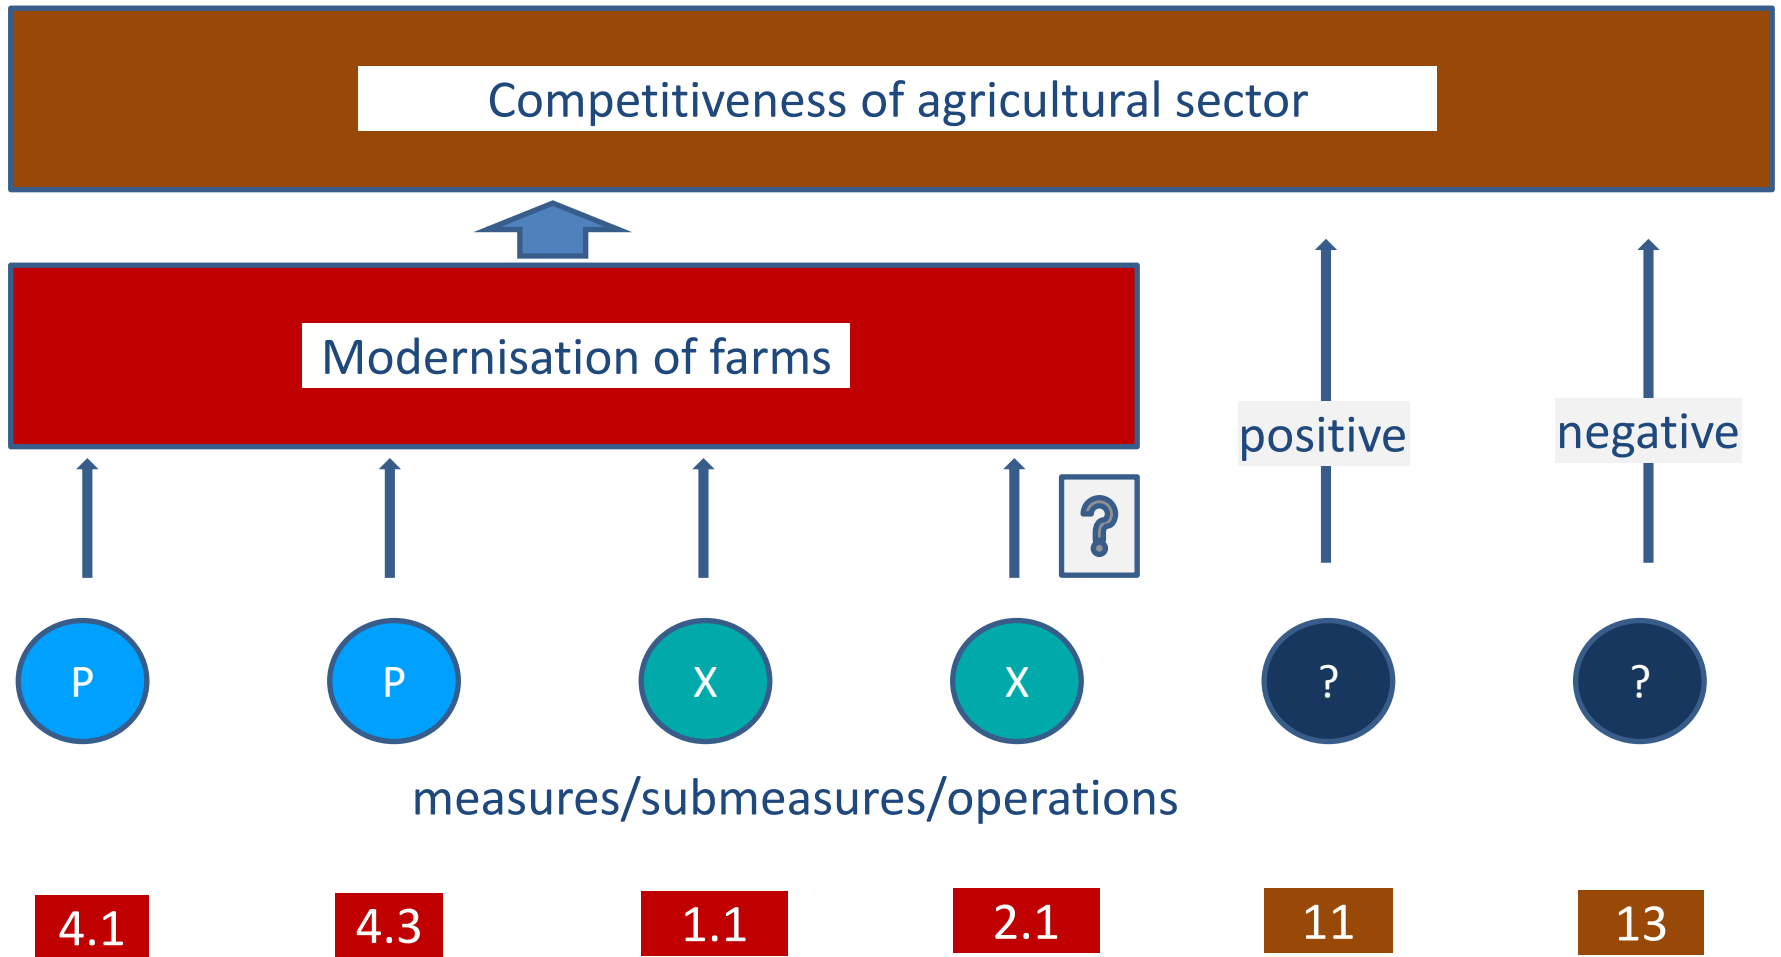 Competitiveness of agricultural sector
Modernisation of farms
positive
negative
?
P
P
X
X
?
?
measures/submeasures/operations
4.1
4.3
1.1
2.1
11
13